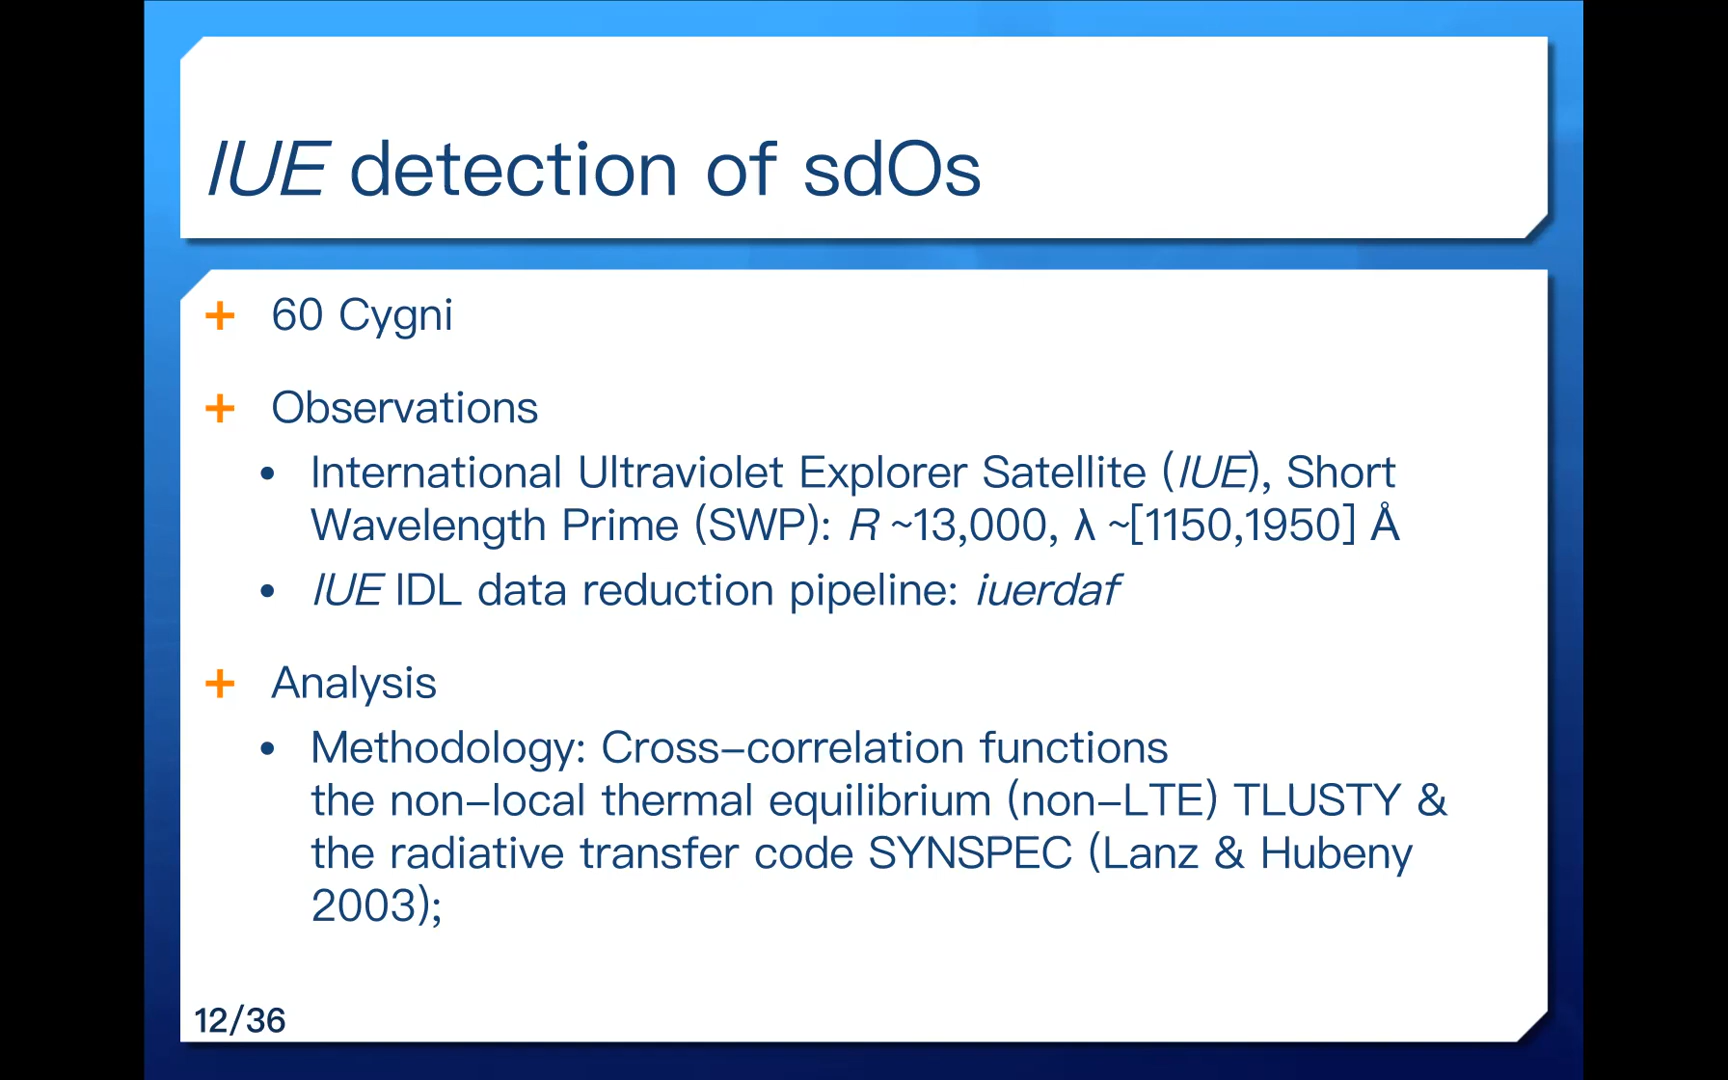 IUE detection of sdOs
+ 60 Cygni
+ Observations
• International Ultraviolet Explorer Satellite (IUE), Short
Wavelength Prime (SWP): R ~13,000, λ ~[1150,1950] Å
• IUE IDL data reduction pipeline: iuerdaf
+ Analysis
• Methodology: Cross–correlation functions
the non–local thermal equilibrium (non–LTE) TLUSTY &
the radiative transfer code SYNSPEC (Lanz & Hubeny
2003);
12/36